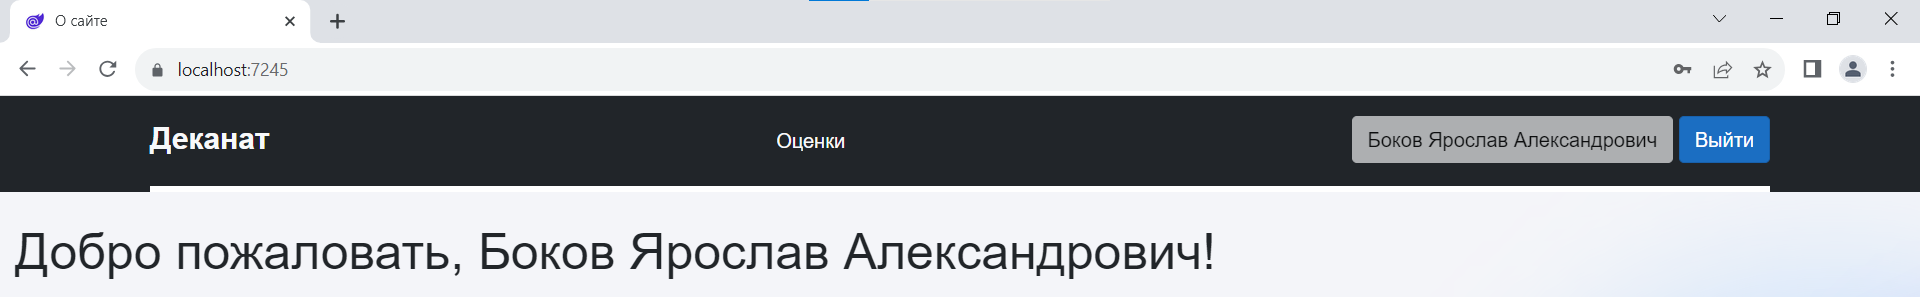 О сайте
localhost:7245
Деканат
Оценки
Боков Ярослав Александрович
Выйти
Добро пожаловать, Боков Ярослав Александрович!